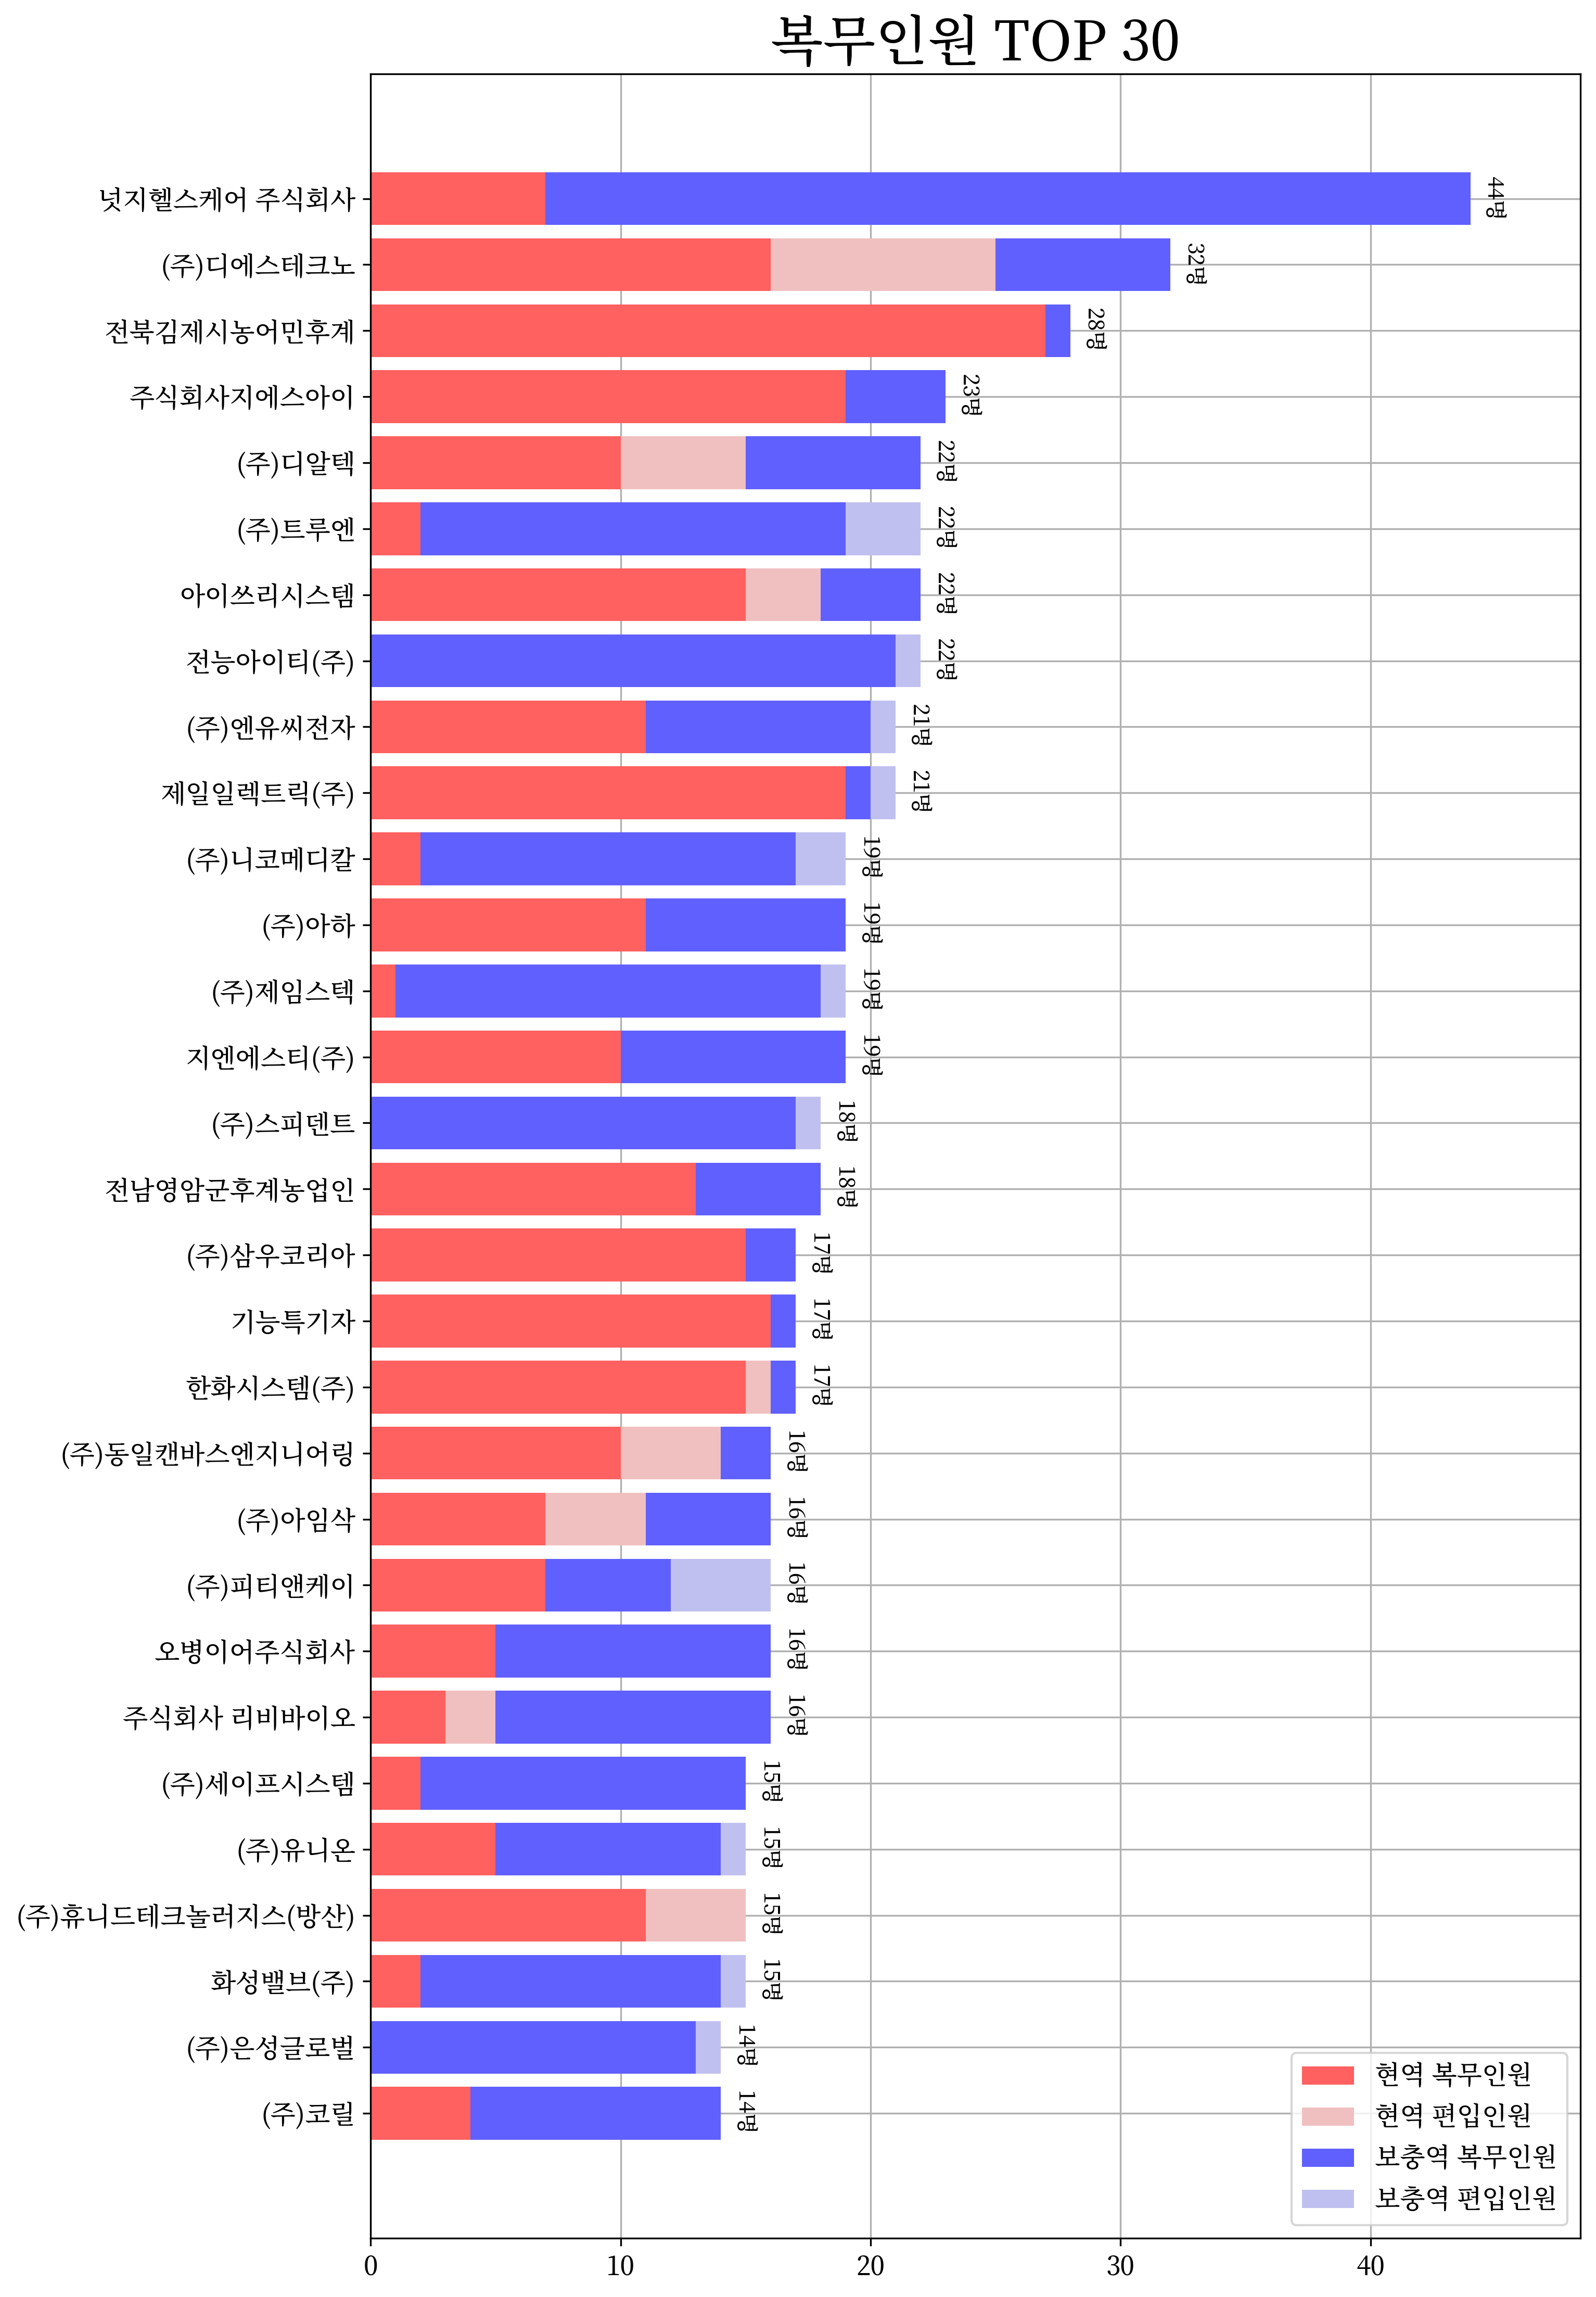 복무인원 TOP 30
넛지헬스케어 주식회사
44명
(주)디에스테크노
32명
전북김제시농어민후계
28명
주식회사지에스아이
23명
(주)디알텍
22명
(주)트루엔
22명
아이쓰리시스템
22명
전능아이티(주)
22명
(주)엔유씨전자
21명
제일일렉트릭(주)
21명
(주)니코메디칼
19명
(주)아하
19명
(주)제임스텍
19명
지엔에스티(주)
19명
(주)스피덴트
18명
전남영암군후계농업인
18명
(주)삼우코리아
17명
기능특기자
17명
한화시스템(주)
17명
(주)동일캔바스엔지니어링
16명
(주)아임삭
16명
(주)피티앤케이
16명
오병이어주식회사
16명
주식회사 리비바이오
16명
(주)세이프시스템
15명
(주)유니온
15명
(주)휴니드테크놀러지스(방산)
15명
화성밸브(주)
15명
(주)은성글로벌
14명
(주)코릴
14명
현역 복무인원
현역 편입인원
보충역 복무인원
보충역 편입인원
0 10 20 30 40